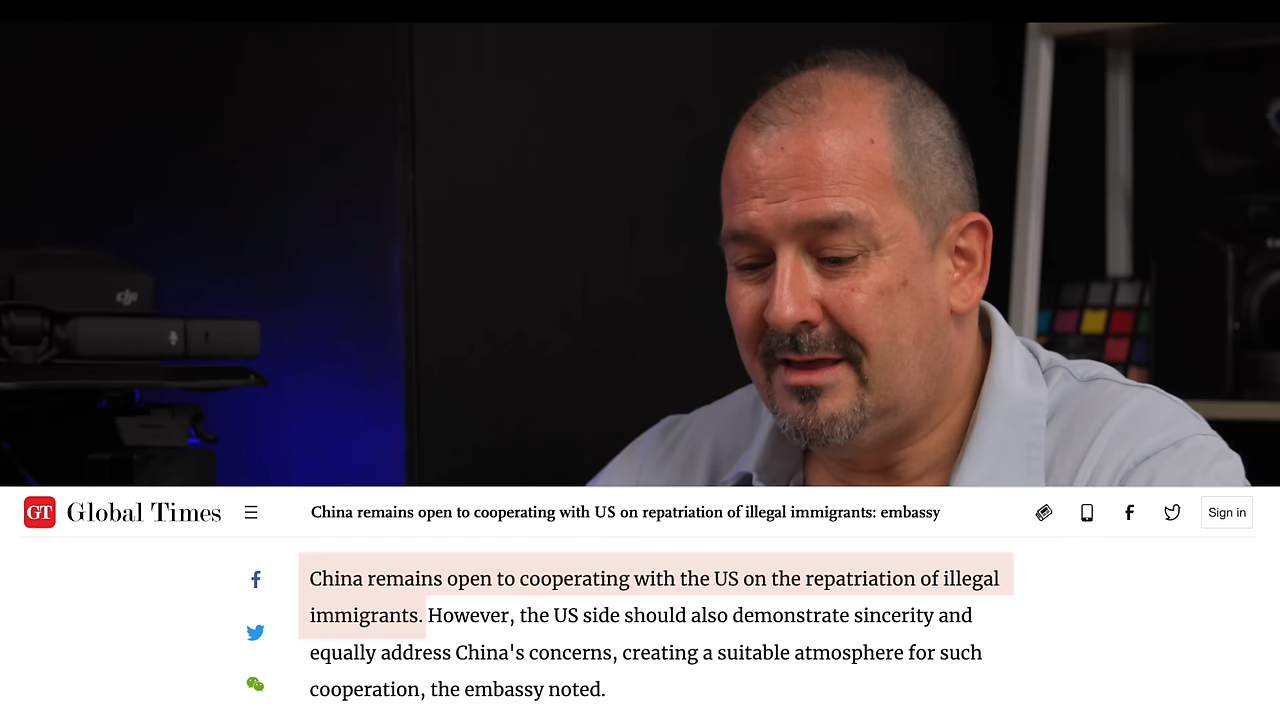 dji
GT Global Times
China remains open to cooperating with US on repatriation of illegal immigrants: embassy
Sign in
China remains open to cooperating with the US on the repatriation of illegal
immigrants. However, the US side should also demonstrate sincerity and
equally address China's concerns, creating a suitable atmosphere for such
cooperation, the embassy noted.